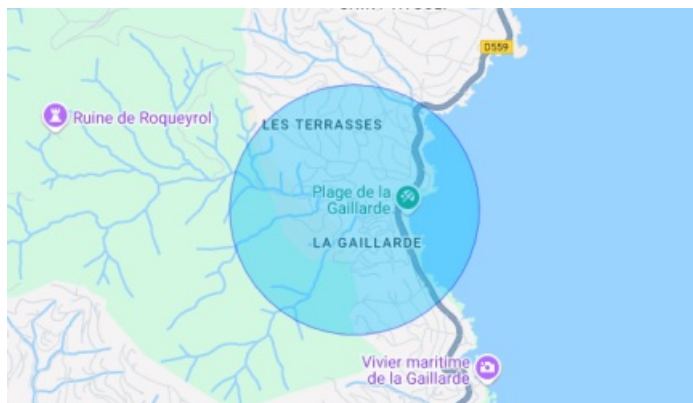 D559
Ruine de Roqueyrol
LES TERRASSES
Plage de la
Gaillarde
LA GAILLARDE
Vivier maritime
de la Gaillarde